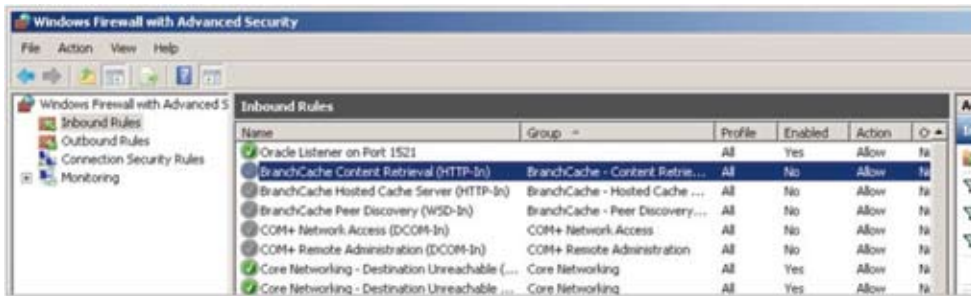 Windows Firewall with Advanced Security
File Action View Help
Windows Firewall with Advanced S
Inbound Rules
Outbound Rules
Connection Security Rules
Monitoring
Inbound Rules
Name Group Profile Enabled Action O
Oracle Listener on Port 1521 All Yes Allow
BranchCache Content Retrieval (HTTP-In) BranchCache - Content Retrie... All No Allow
BranchCache Hosted Cache Server (HTTP-In) BranchCache - Hosted Cache ... All No Allow
BranchCache Peer Discovery (WSD-In) BranchCache - Peer Discovery... All No Allow
COM+ Network Access (DCOM-In) COM+ Network Access All No Allow
COM+ Remote Administration (DCOM-In) COM+ Remote Administration All No Allow
Core Networking - Destination Unreachable (... Core Networking All Yes Allow
Core Networking - Destination Unreachable ... Core Networking All Yes Allow
A